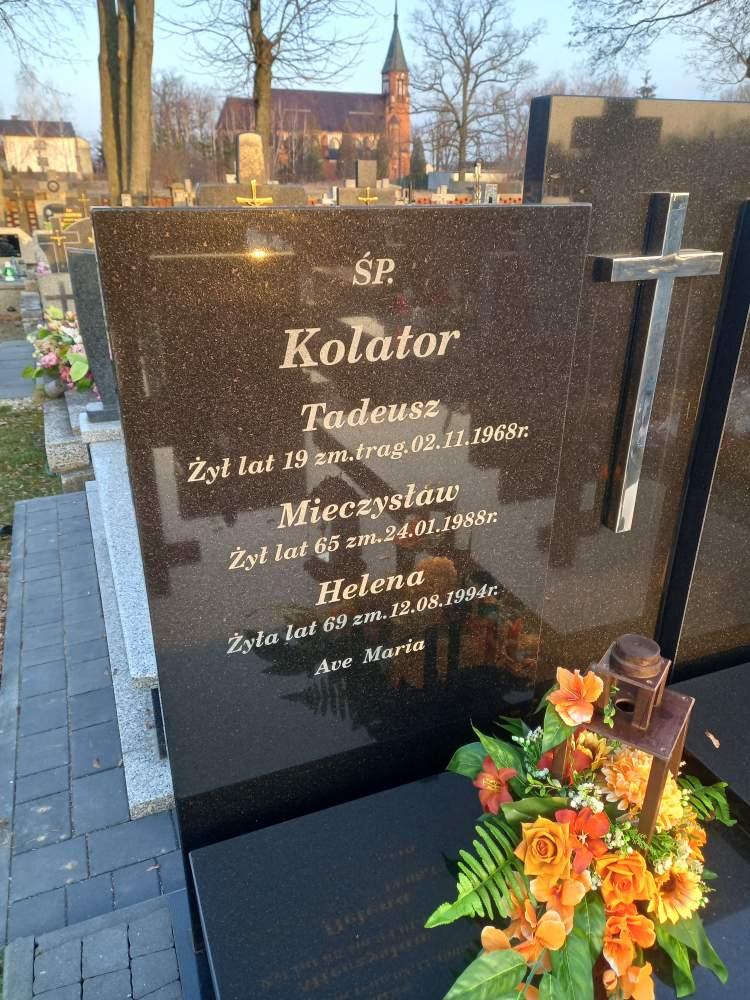 ŚP.
Kolator
Tadeusz
Żył lat 19 zm.trag.02.11.1968r.
Mieczysław
Żył lat 65 zm.24.01.1988r.
Helena
Żyła lat 69 zm.12.08.1994r.
Ave Maria